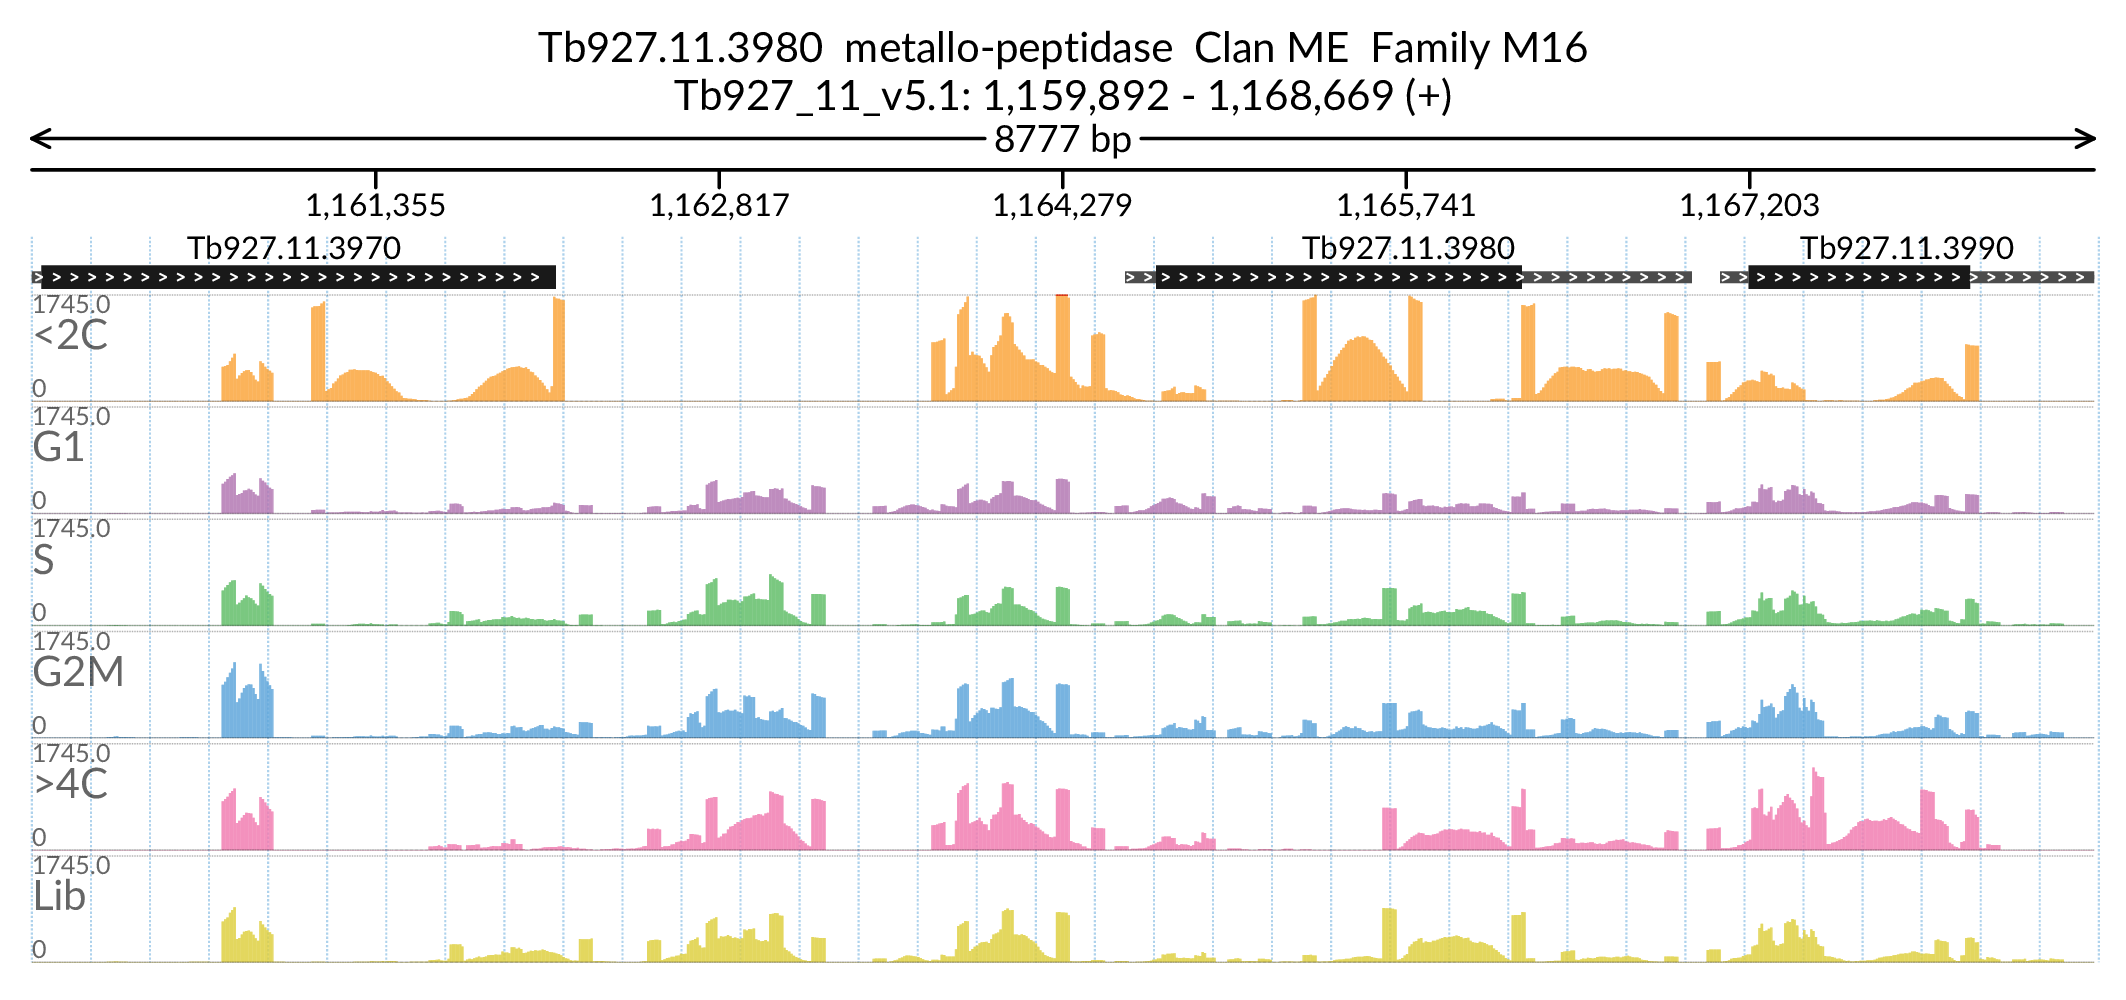 Tb927.11.3980 metallo-peptidase Clan ME Family M16
Tb927_11_v5.1: 1,159,892 - 1,168,669 (+)
8777 bp
1,161,355 1,162,817 1,164,279 1,165,741 1,167,203
Tb927.11.3970 Tb927.11.3980 Tb927.11.3990
1745.0
<2C
0
1745.0
G1
0
1745.0
S
0
1745.0
G2M
0
1745.0
>4C
0
1745.0
Lib
0